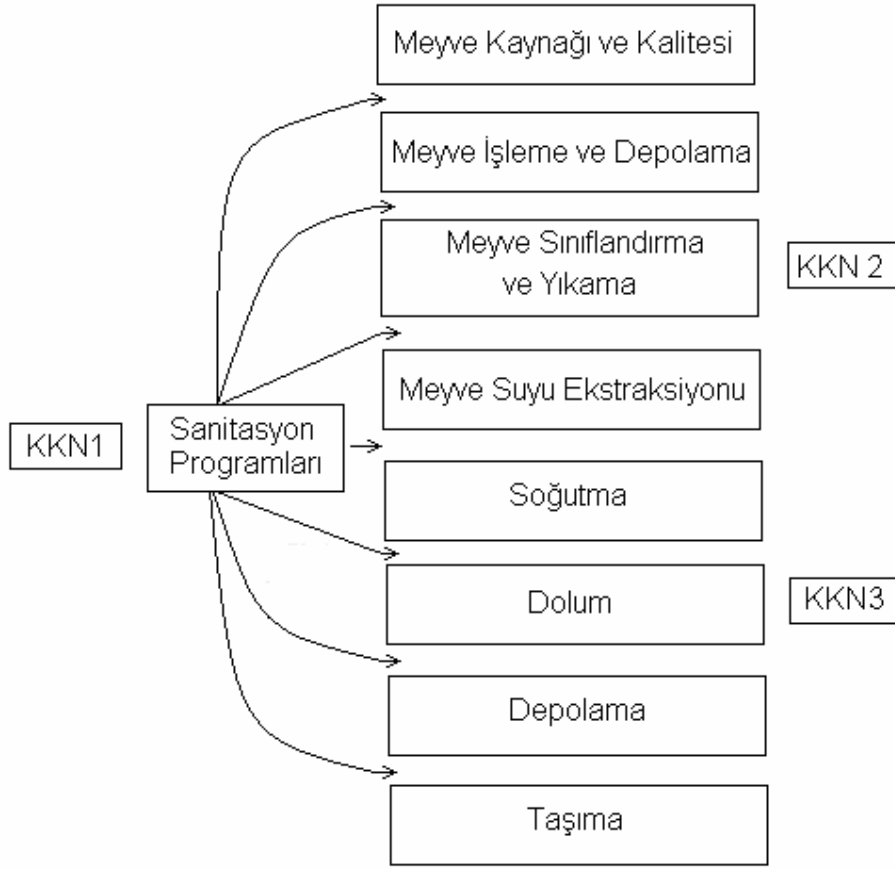 Meyve Kaynağı ve Kalitesi
Meyve İşleme ve Depolama
Meyve Sınıflandırma
ve Yıkama
KKN 2
Meyve Suyu Ekstraksiyonu
KKN1
Sanitasyon
Programları
Soğutma
Dolum
KKN3
Depolama
Taşıma